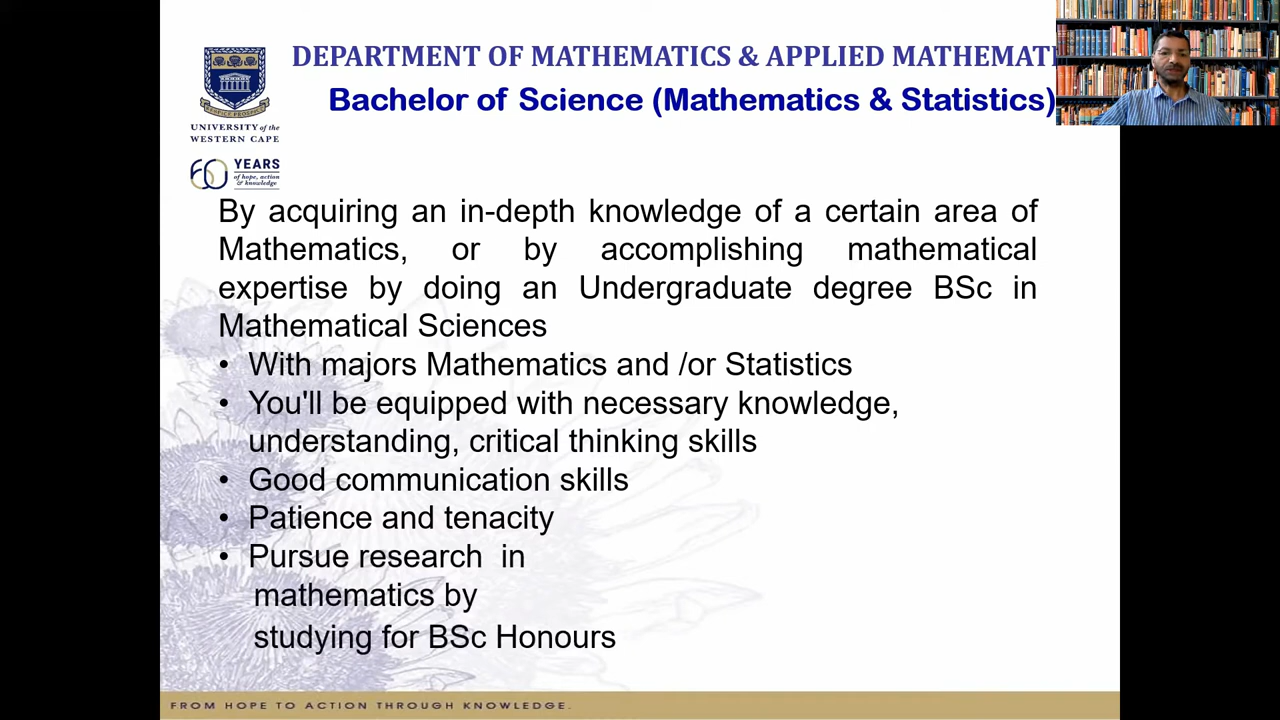 DEPARTMENT OF MATHEMATICS & APPLIED MATHEMATI
Bachelor of Science (Mathematics & Statistics)
UNIVERSITY of the
WESTERN CAPE
60 YEARS
of hope, action
& knowledge
By acquiring an in-depth knowledge of a certain area of
Mathematics, or by accomplishing mathematical
expertise by doing an Undergraduate degree BSc in
Mathematical Sciences
• With majors Mathematics and /or Statistics
• You'll be equipped with necessary knowledge,
understanding, critical thinking skills
• Good communication skills
• Patience and tenacity
• Pursue research in
mathematics by
studying for BSc Honours
FROM HOPE TO ACTION THROUGH KNOWLEDGE.